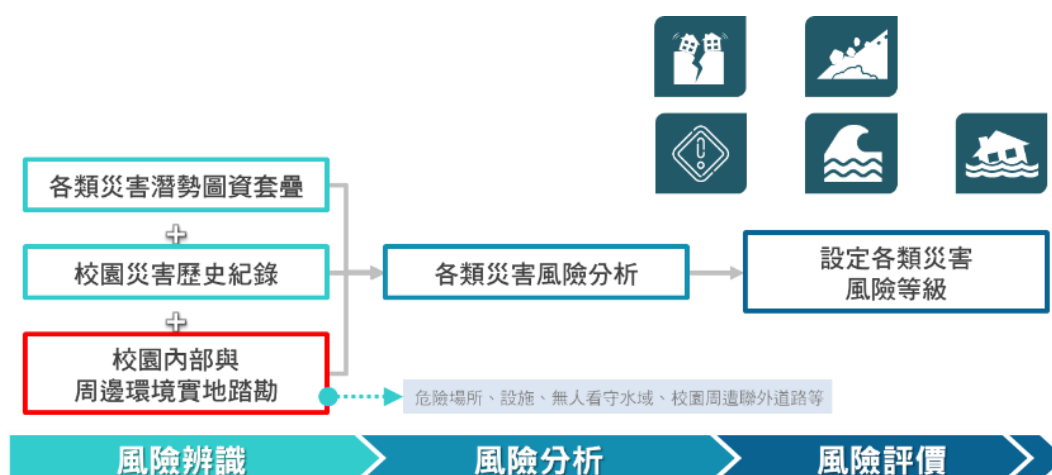 各類災害潛勢圖資套疊
+
校園災害歷史紀錄
+
校園內部與
周邊環境實地踏勘
各類災害風險分析
設定各類災害
風險等級
危險場所、設施、無人看守水域、校園周遭聯外道路等
風險辨識
風險分析
風險評價